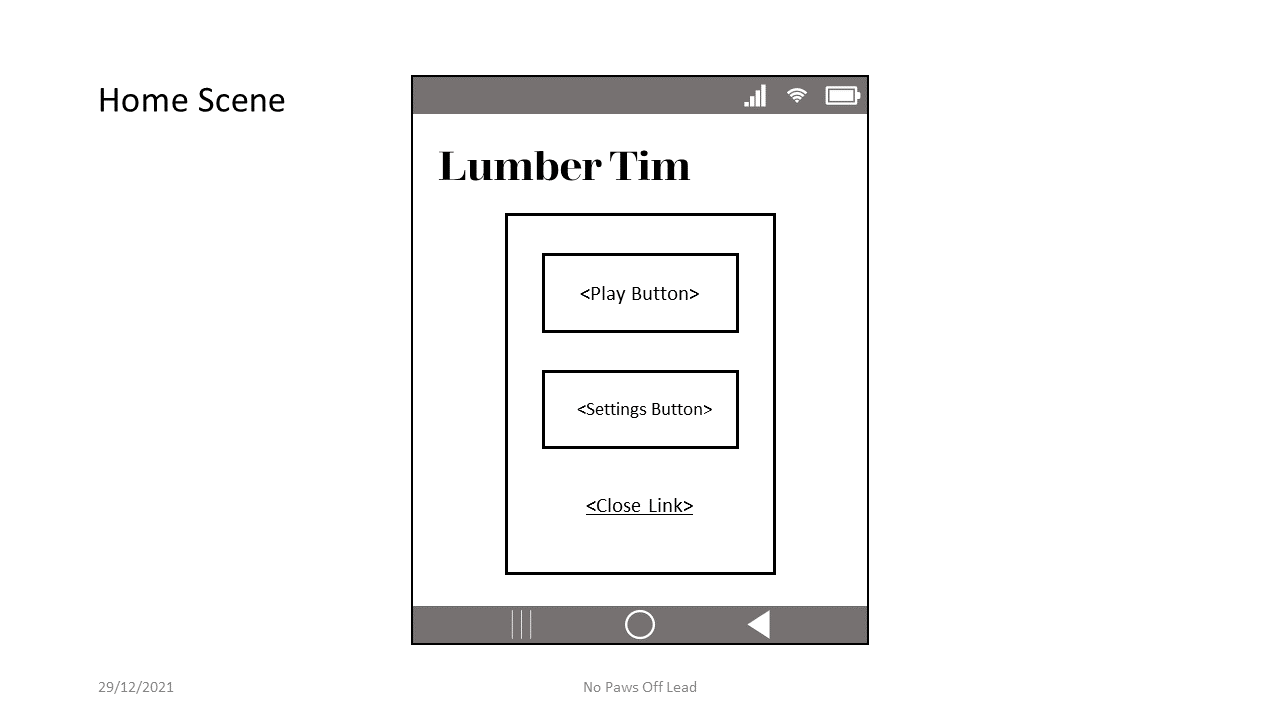 Home Scene
Lumber Tim
<Play Button>
<Settings Button>
<Close Link>
29/12/2021
No Paws Off Lead